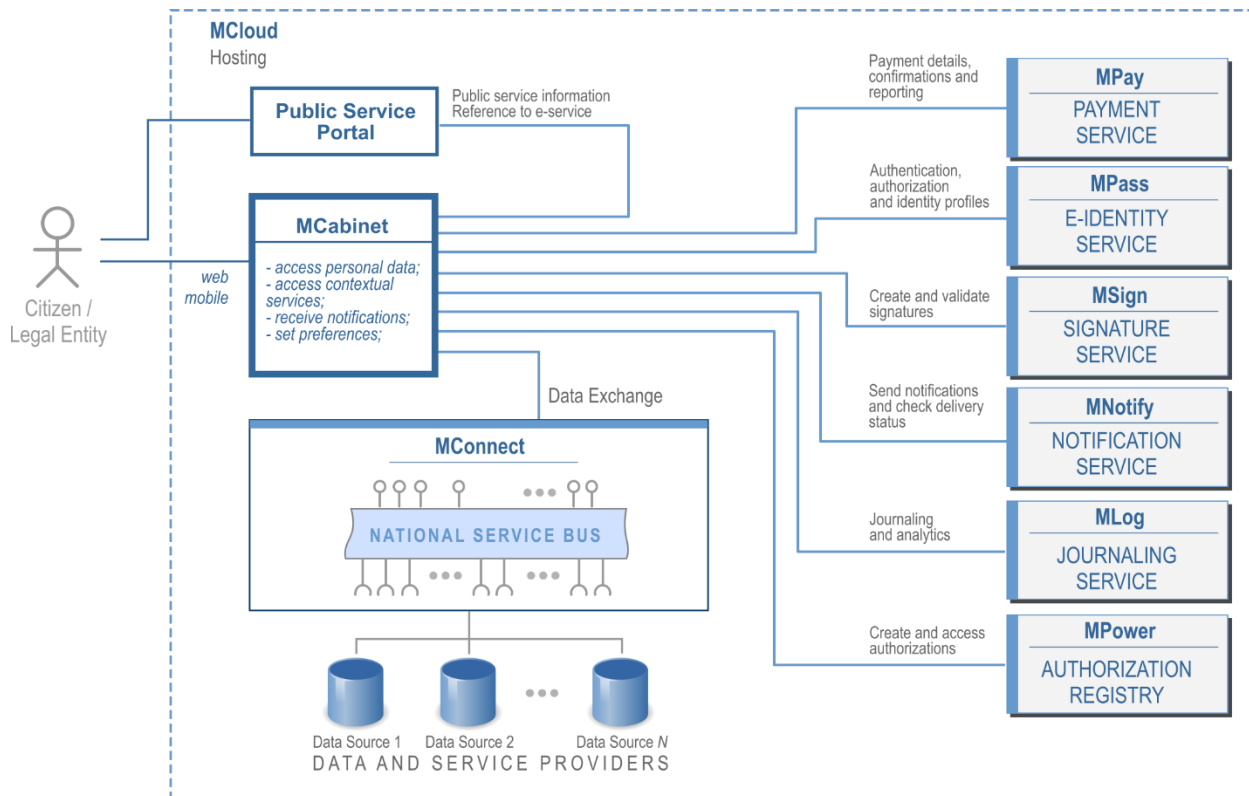 MCloud
Hosting
Public Service
Portal
Public service information
Reference to e-service
MCabinet
- access personal data;
- access contextual
services;
- receive notifications;
- set preferences;
web
mobile
Citizen /
Legal Entity
Data Exchange
MConnect
NATIONAL SERVICE BUS
Data Source 1
Data Source 2
Data Source N
DATA AND SERVICE PROVIDERS
Payment details,
confirmations and
reporting
MPay
PAYMENT
SERVICE
Authentication,
authorization
and identity profiles
MPass
E-IDENTITY
SERVICE
Create and validate
signatures
MSign
SIGNATURE
SERVICE
Send notifications
and check delivery
status
MNotify
NOTIFICATION
SERVICE
Journaling
and analytics
MLog
JOURNALING
SERVICE
Create and access
authorizations
MPower
AUTHORIZATION
REGISTRY